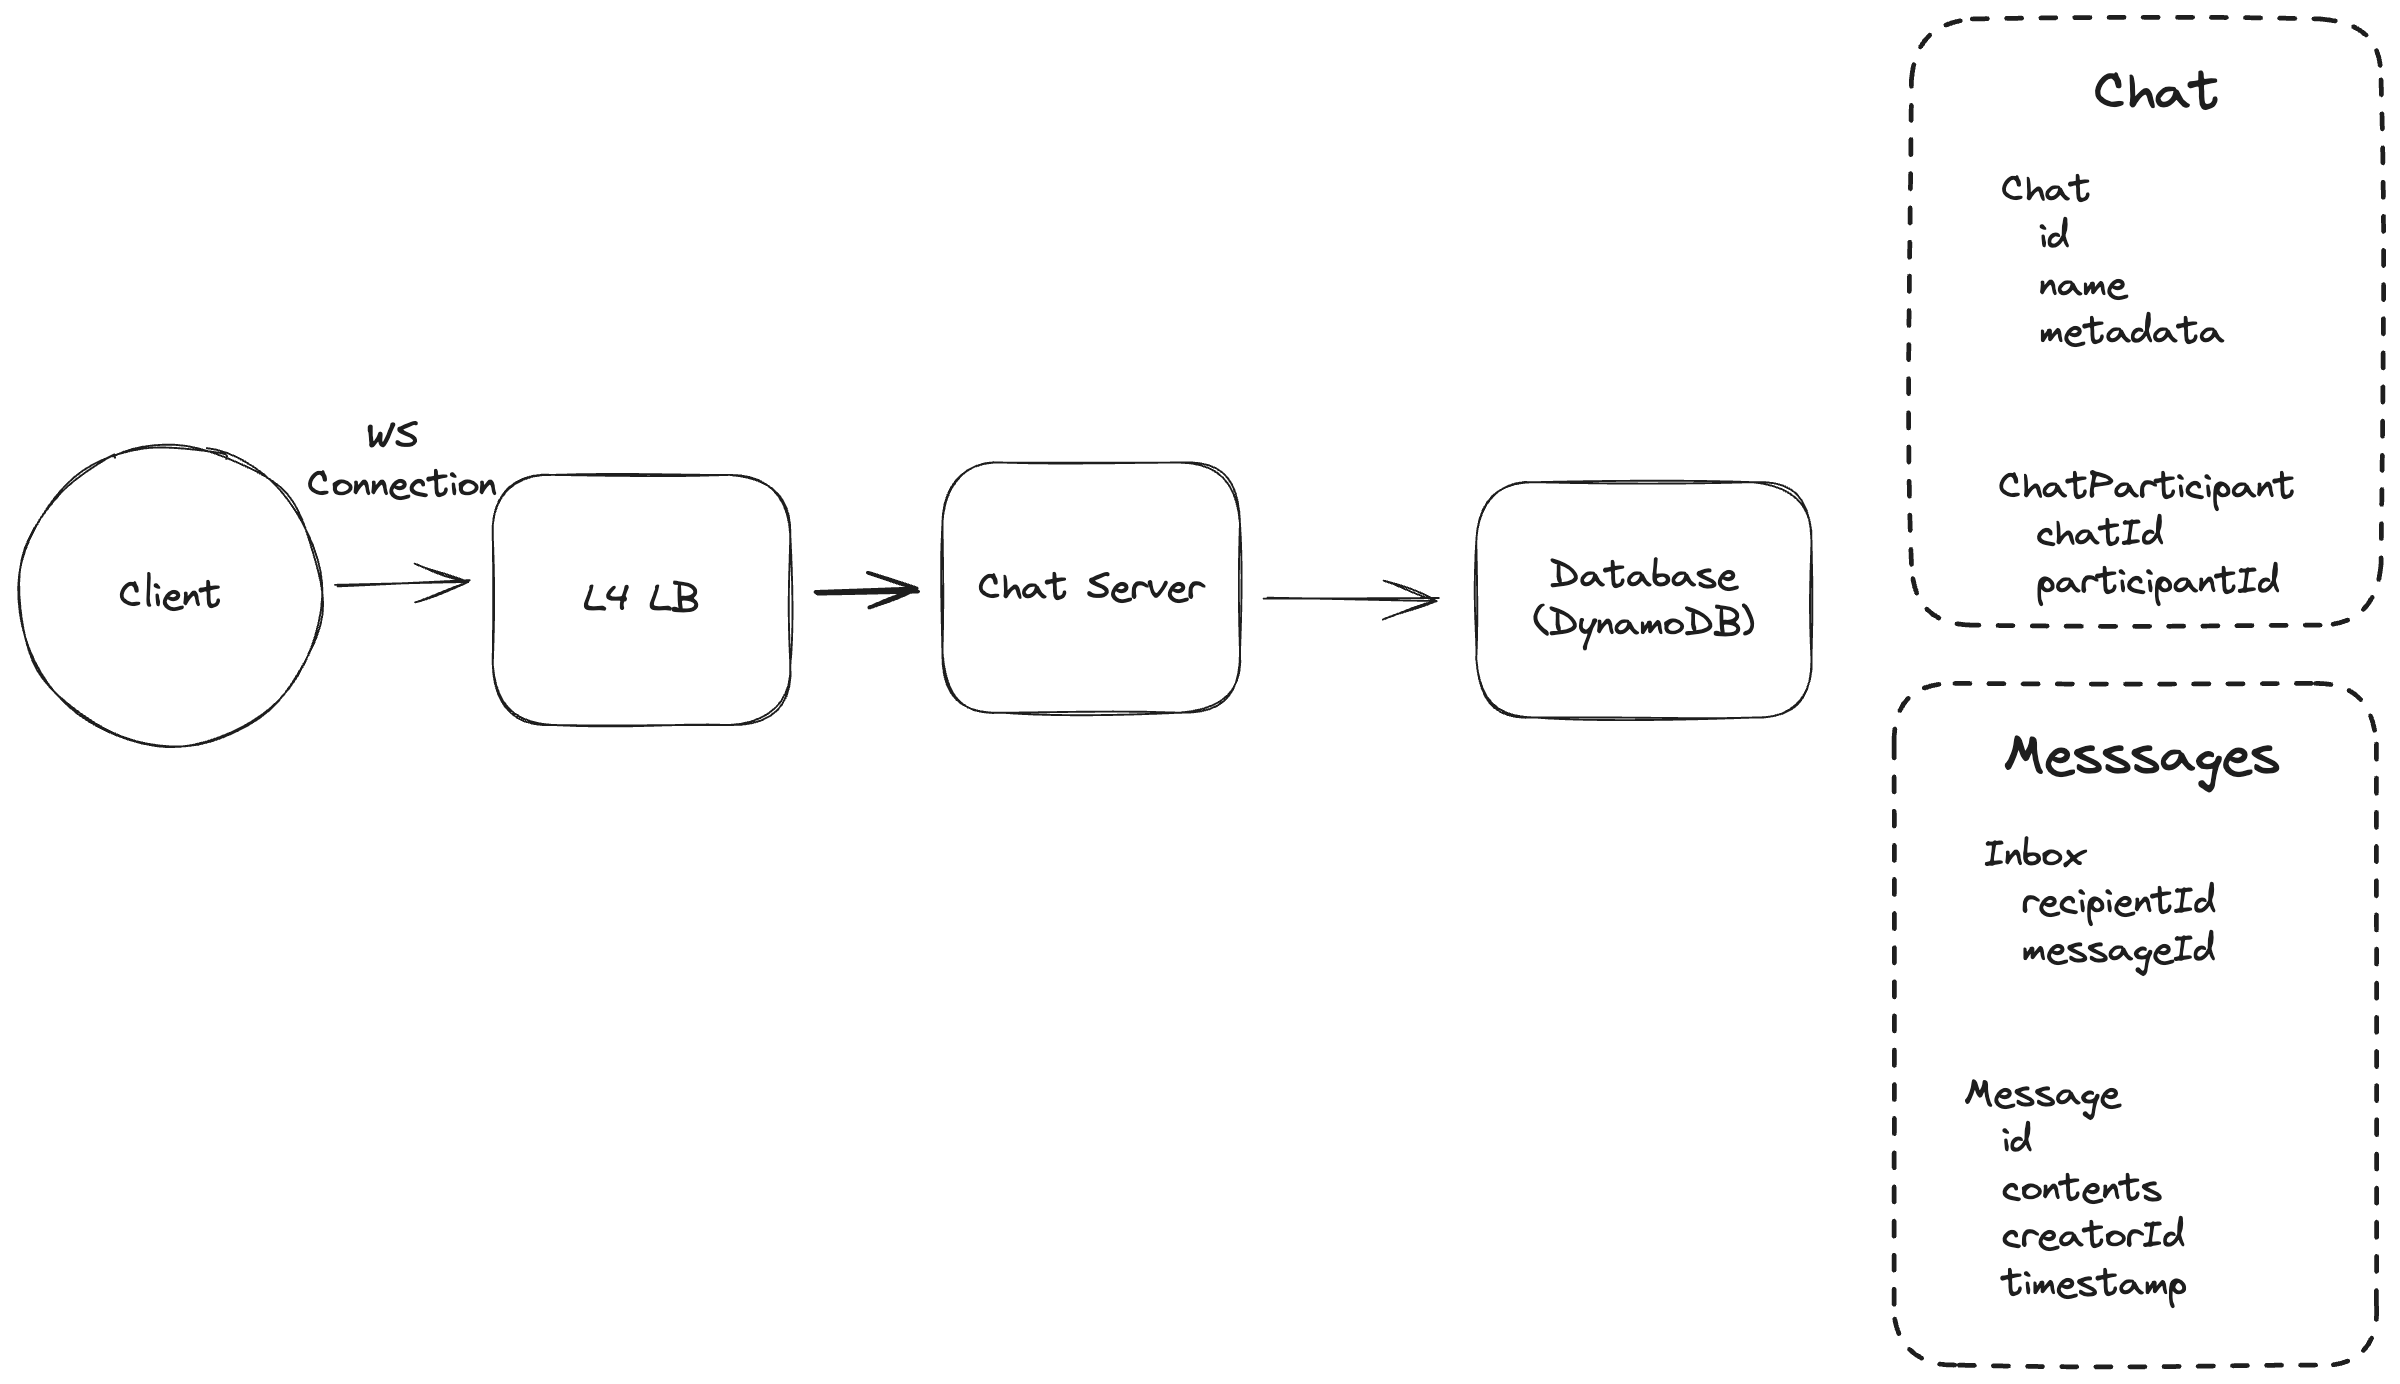 WS
Connection
Client
L4 LB
Chat Server
Database
(DynamoDB)
Chat
Chat
id
name
metadata
ChatParticipant
chatId
participantId
Messsages
Inbox
recipientId
messageId
Message
id
contents
creatorId
timestamp